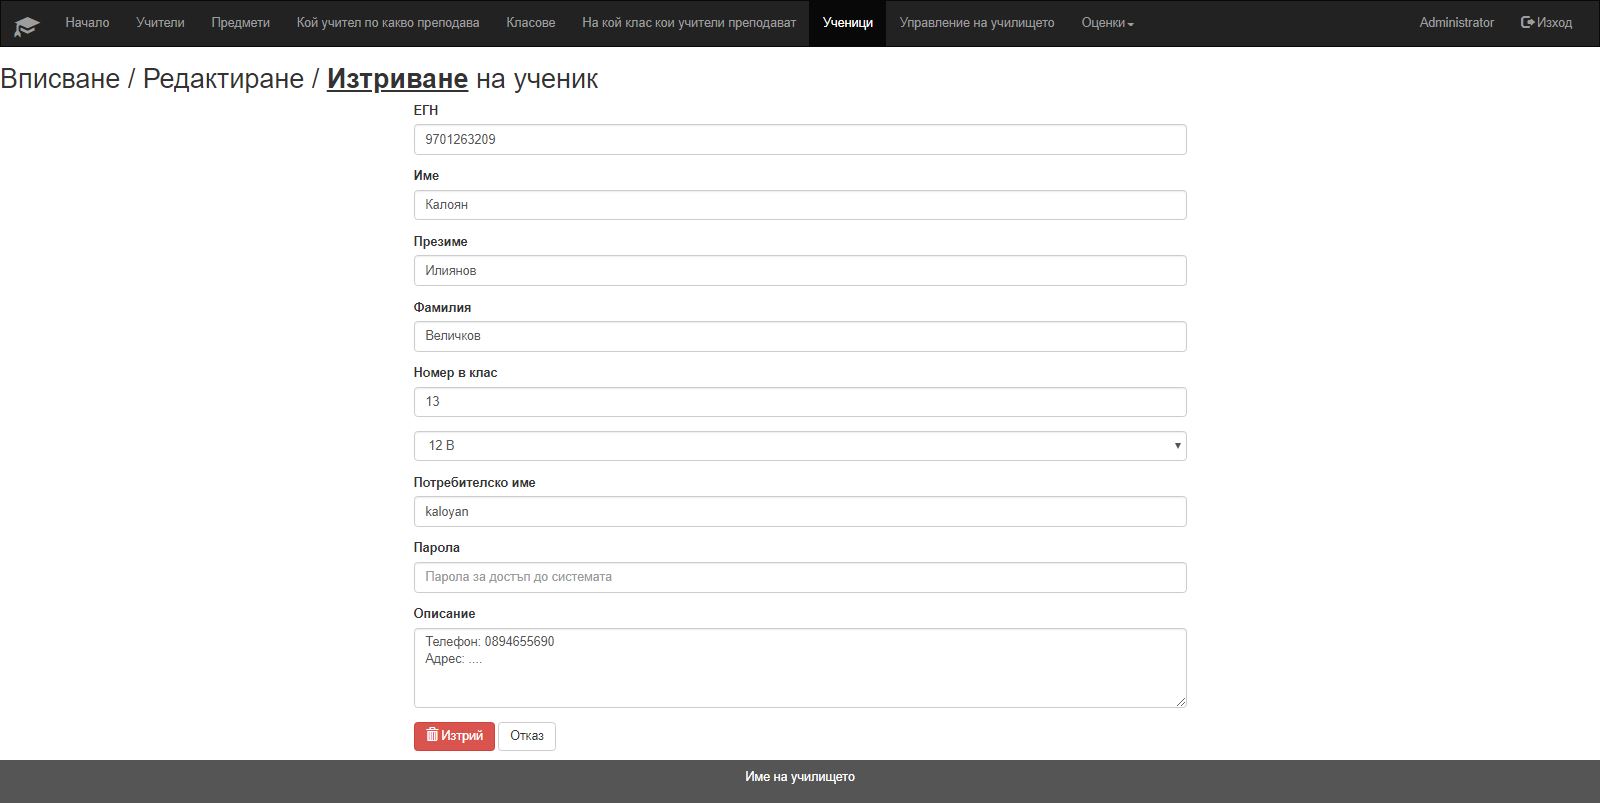 Начало Учители Предмети Кой учител по какво преподава Класове На кой клас кои учители преподават Ученици Управление на училището Оценки Administrator Изход
Вписване / Редактиране / Изтриване на ученик
ЕГН
9701263209
Име
Калоян
Презиме
Илиянов
Фамилия
Величков
Номер в клас
13
12 В
Потребителско име
kaloyan
Парола
Парола за достъп до системата
Описание
Телефон: 0894655690
Адрес: ....
Изтрий Отказ
Име на училището